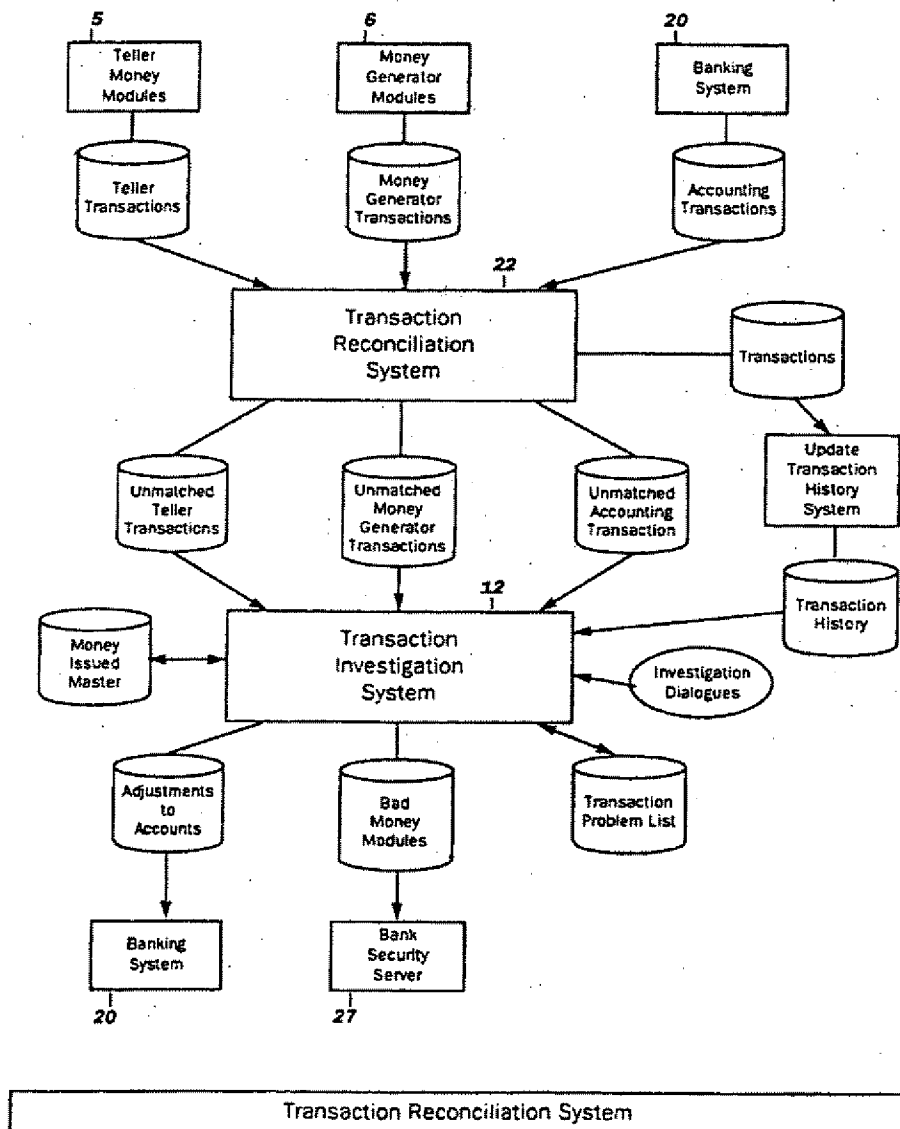 5
6
20
Teller
Money
Modules
Money
Generator
Modules
Banking
System
Teller
Transactions
Money
Generator
Transactions
Accounting
Transactions
22
Transaction
Reconciliation
System
Transactions
Update
Transaction
History
System
Unmatched
Teller
Transactions
Unmatched
Money
Generator
Transactions
Unmatched
Accounting
Transaction
Transaction
History
12
Money
Issued
Master
Transaction
Investigation
System
Investigation
Dialogues
Adjustments
to
Accounts
Bad
Money
Modules
Transaction
Problem List
Banking
System
Bank
Security
Server
20
27
Transaction Reconciliation System